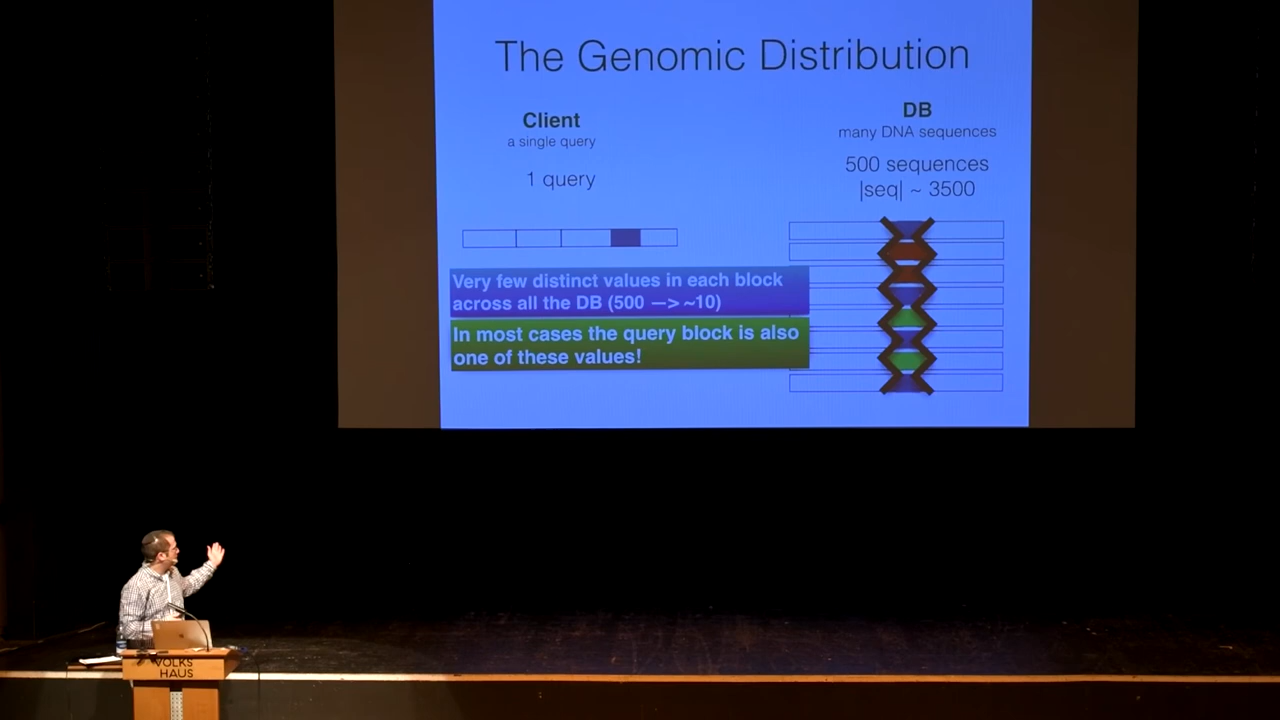 The Genomic Distribution
Client
a single query
1 query
DB
many DNA sequences
500 sequences
|seq| ~ 3500
Very few distinct values in each block
across all the DB (500 —> ~10)
In most cases the query block is also
one of these values!
VOLKS
HAUS